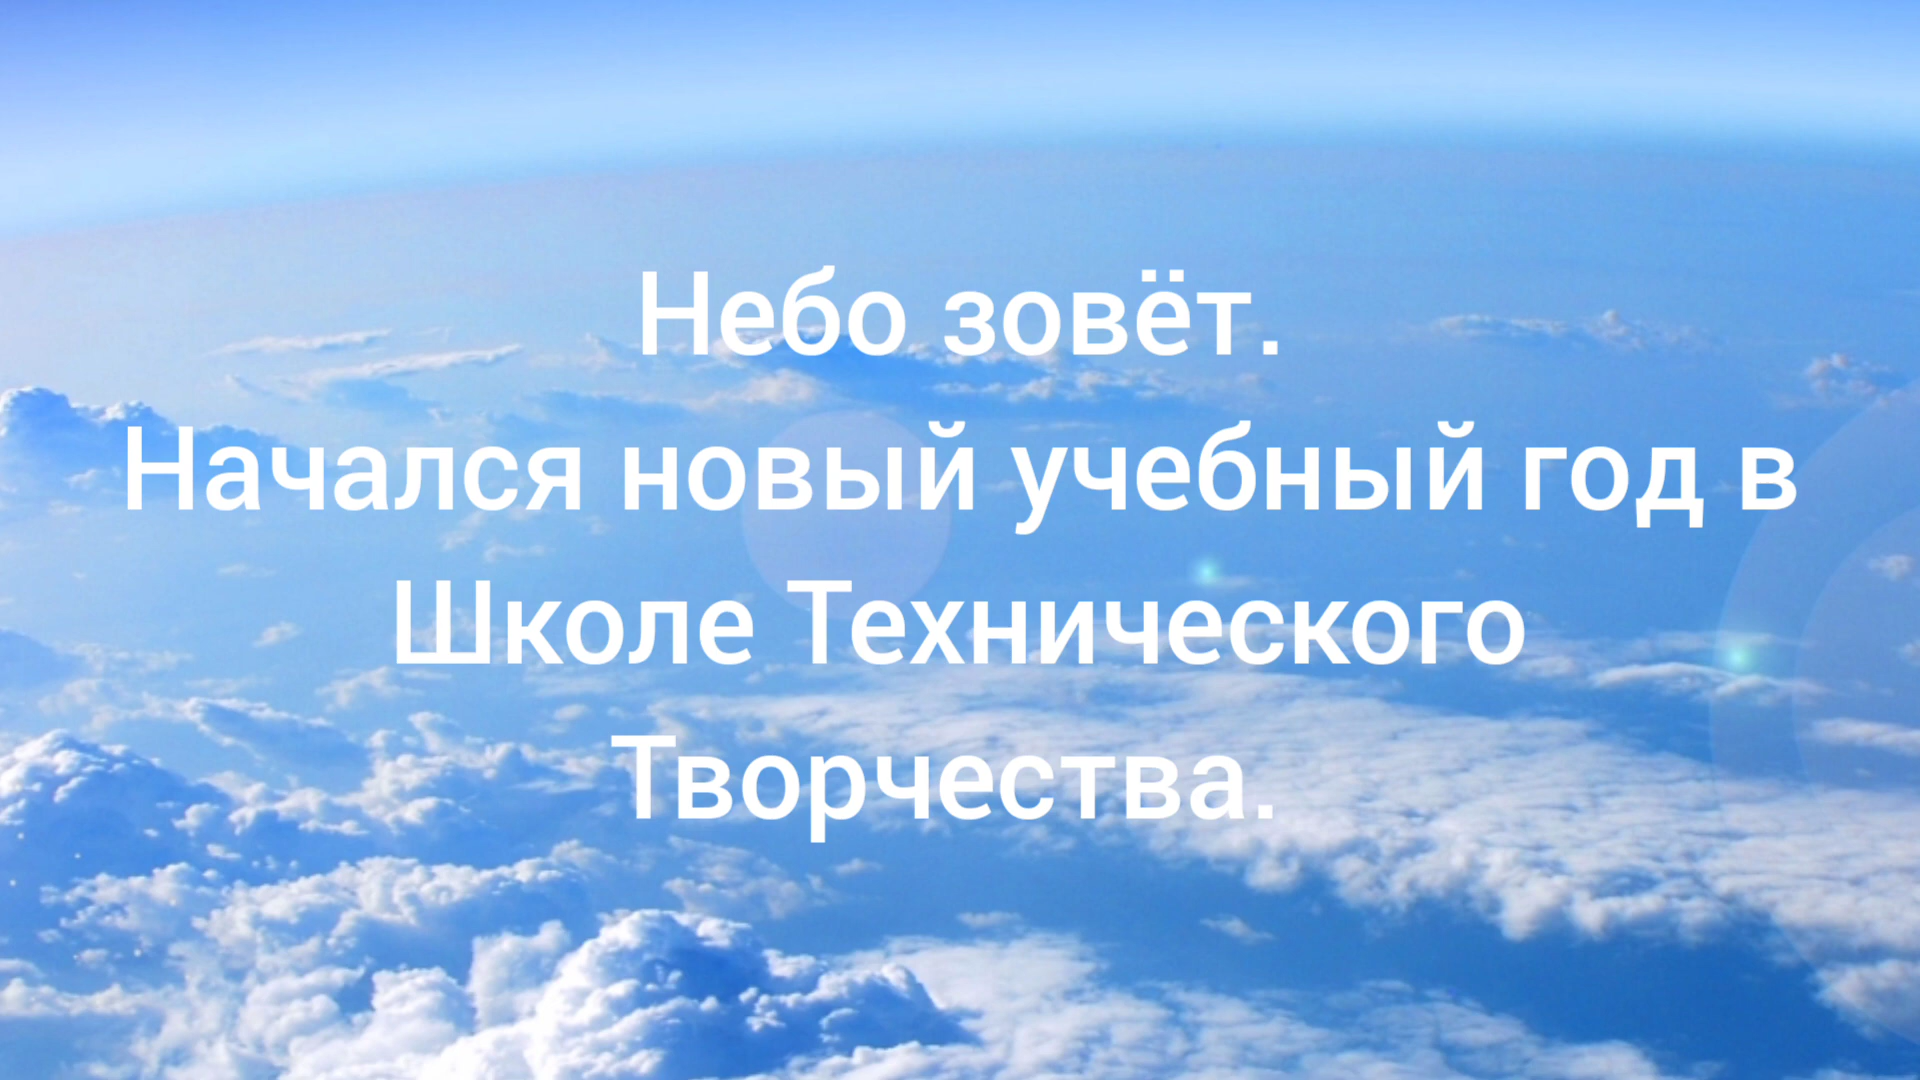 Небо зовёт.
Начался новый учебный год в
Школе Технического
Творчества.